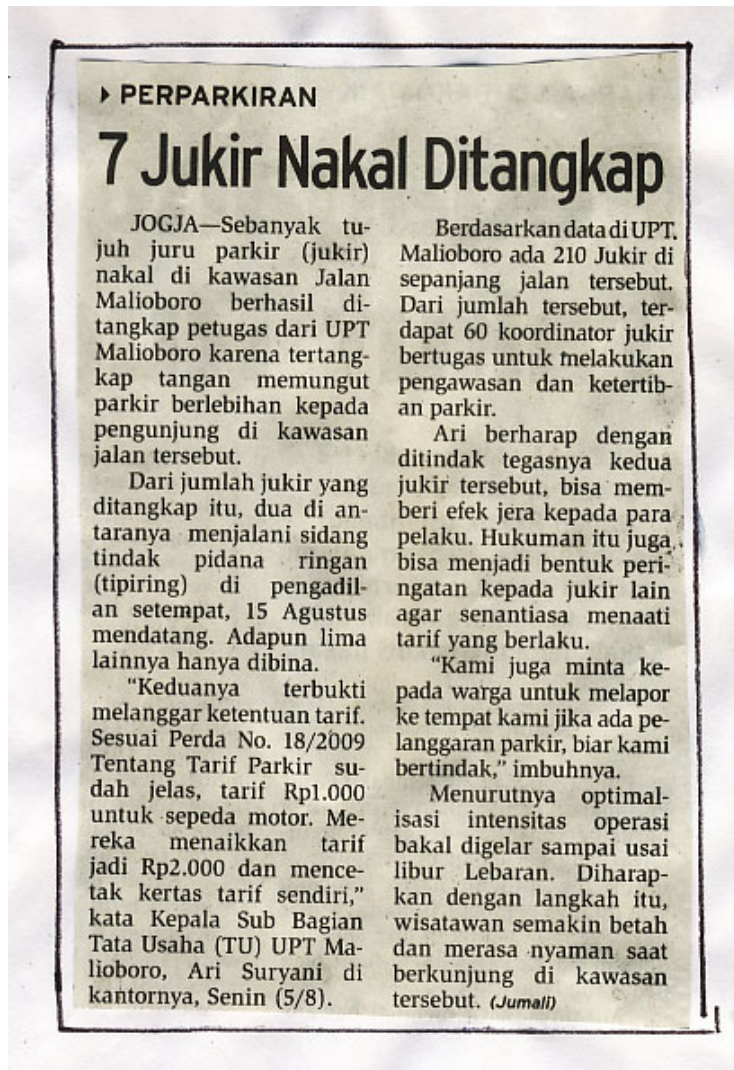 PERPARKIRAN
7 Jukir Nakal Ditangkap
JOGJA—Sebanyak tu-
juh juru parkir (jukir)
nakal di kawasan Jalan
Malioboro berhasil di-
tangkap petugas dari UPT
Malioboro karena tertang-
kap tangan memungut
parkir berlebihan kepada
pengunjung di kawasan
jalan tersebut.
Dari jumlah jukir yang
ditangkap itu, dua di an-
taranya menjalani sidang
tindak pidana ringan
(tipiring) di pengadil-
an setempat, 15 Agustus
mendatang. Adapun lima
lainnya hanya dibina.
"Keduanya terbukti
melanggar ketentuan tarif.
Sesuai Perda No. 18/2009
Tentang Tarif Parkir su-
dah jelas, tarif Rp1.000
untuk sepeda motor. Me-
reka menaikkan tarif
jadi Rp2.000 dan mence-
tak kertas tarif sendiri,"
kata Kepala Sub Bagian
Tata Usaha (TU) UPT Ma-
lioboro, Ari Suryani di
kantornya, Senin (5/8).
Berdasarkan data di UPT.
Malioboro ada 210 Jukir di
sepanjang jalan tersebut.
Dari jumlah tersebut, ter-
dapat 60 koordinator jukir
bertugas untuk melakukan
pengawasan dan ketertib-
an parkir.
Ari berharap dengan
ditindak tegasnya kedua
jukir tersebut, bisa mem-
beri efek jera kepada para
pelaku. Hukuman itu juga
bisa menjadi bentuk peri-
ngatan kepada jukir lain
agar senantiasa menaati
tarif yang berlaku.
"Kami juga minta ke-
pada warga untuk melapor
ke tempat kami jika ada pe-
langgaran parkir, biar kami
bertindak," imbuhnya.
Menurutnya optimal-
isasi intensitas operasi
bakal digelar sampai usai
libur Lebaran. Diharap-
kan dengan langkah itu,
wisatawan semakin betah
dan merasa nyaman saat
berkunjung di kawasan
tersebut. (Jumali)